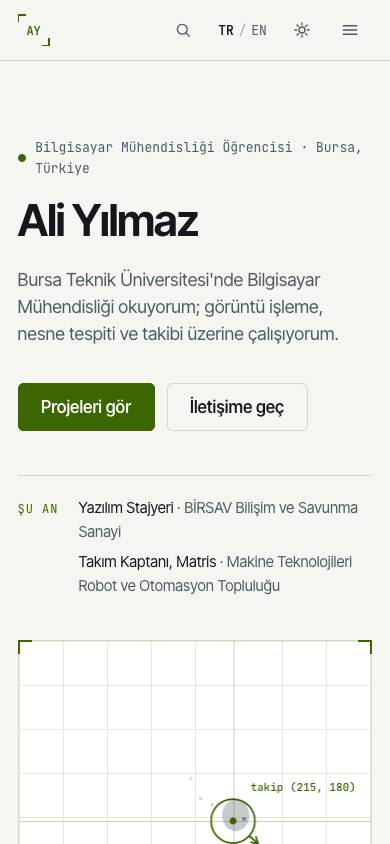 AY
TR / EN
Bilgisayar Mühendisliği Öğrencisi · Bursa,
Türkiye
Ali Yılmaz
Bursa Teknik Üniversitesi'nde Bilgisayar
Mühendisliği okuyorum; görüntü işleme,
nesne tespiti ve takibi üzerine çalışıyorum.
Projeleri gör
İletişime geç
ŞU AN
Yazılım Stajyeri · BİRSAV Bilişim ve Savunma
Sanayi
Takım Kaptanı, Matris · Makine Teknolojileri
Robot ve Otomasyon Topluluğu
takip (215, 180)